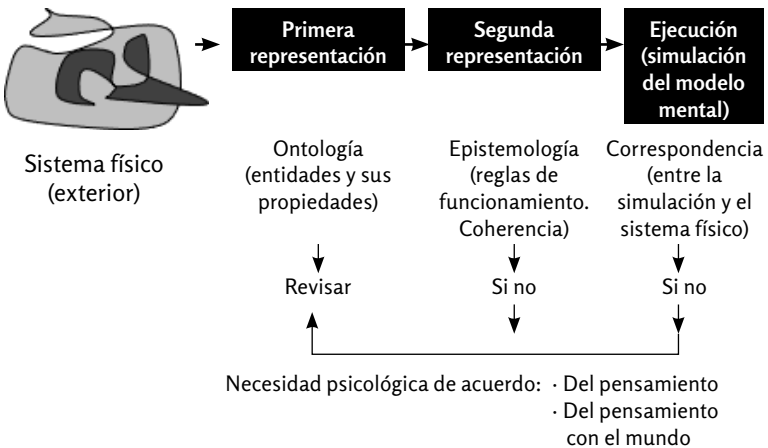 Primera
representación
Segunda
representación
Ejecución
(simulación
del modelo
mental)
Sistema físico
(exterior)
Ontología
(entidades y sus
propiedades)
Epistemología
(reglas de
funcionamiento.
Coherencia)
Correspondencia
(entre la
simulación y el
sistema físico)
Revisar
Si no
Si no
Necesidad psicológica de acuerdo: · Del pensamiento
· Del pensamiento
con el mundo